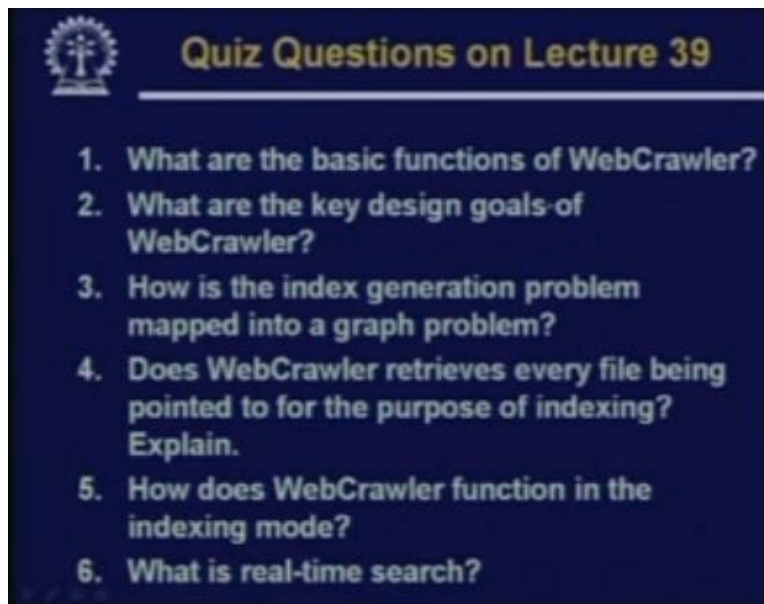 Quiz Questions on Lecture 39
1. What are the basic functions of WebCrawler?
2. What are the key design goals of
WebCrawler?
3. How is the index generation problem
mapped into a graph problem?
4. Does WebCrawler retrieves every file being
pointed to for the purpose of indexing?
Explain.
5. How does WebCrawler function in the
indexing mode?
6. What is real-time search?